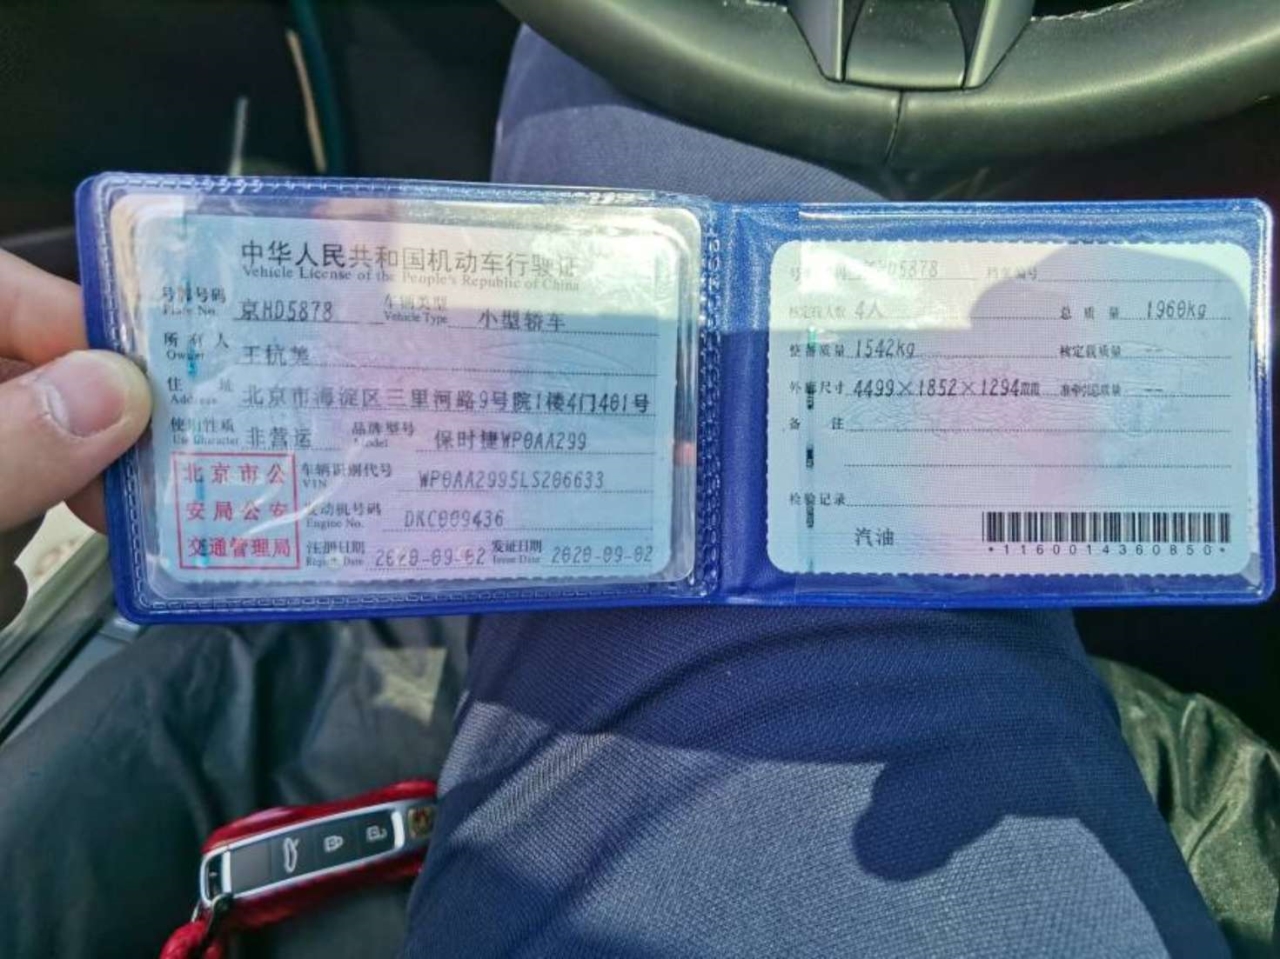 中华人民共和国机动车行驶证
Vehicle License of the People's Republic of China
号牌号码 京HD5878 车辆类型 小型轿车
Plate No. Vehicle Type
所有人 王抗美
Owner
住址 北京市海淀区三里河路9号院1楼4门401号
Address
使用性质 非营运 品牌型号 保时捷WP0AA299
Use Character Model
北京市公安局公安交通管理局
车辆识别代号 WP0AA2995LS206633
VIN
发动机号码 DKC009436
Engine No.
注册日期 2020-09-02 发证日期 2020-09-02
Register Date Issue Date
HD5878 档案编号
核定载人数 4人 总质量 1960kg
整备质量 1542kg 核定载质量 --
外廓尺寸 4499×1852×1294 准牵引总质量 --
备注
检验记录
汽油
*1160014360850*